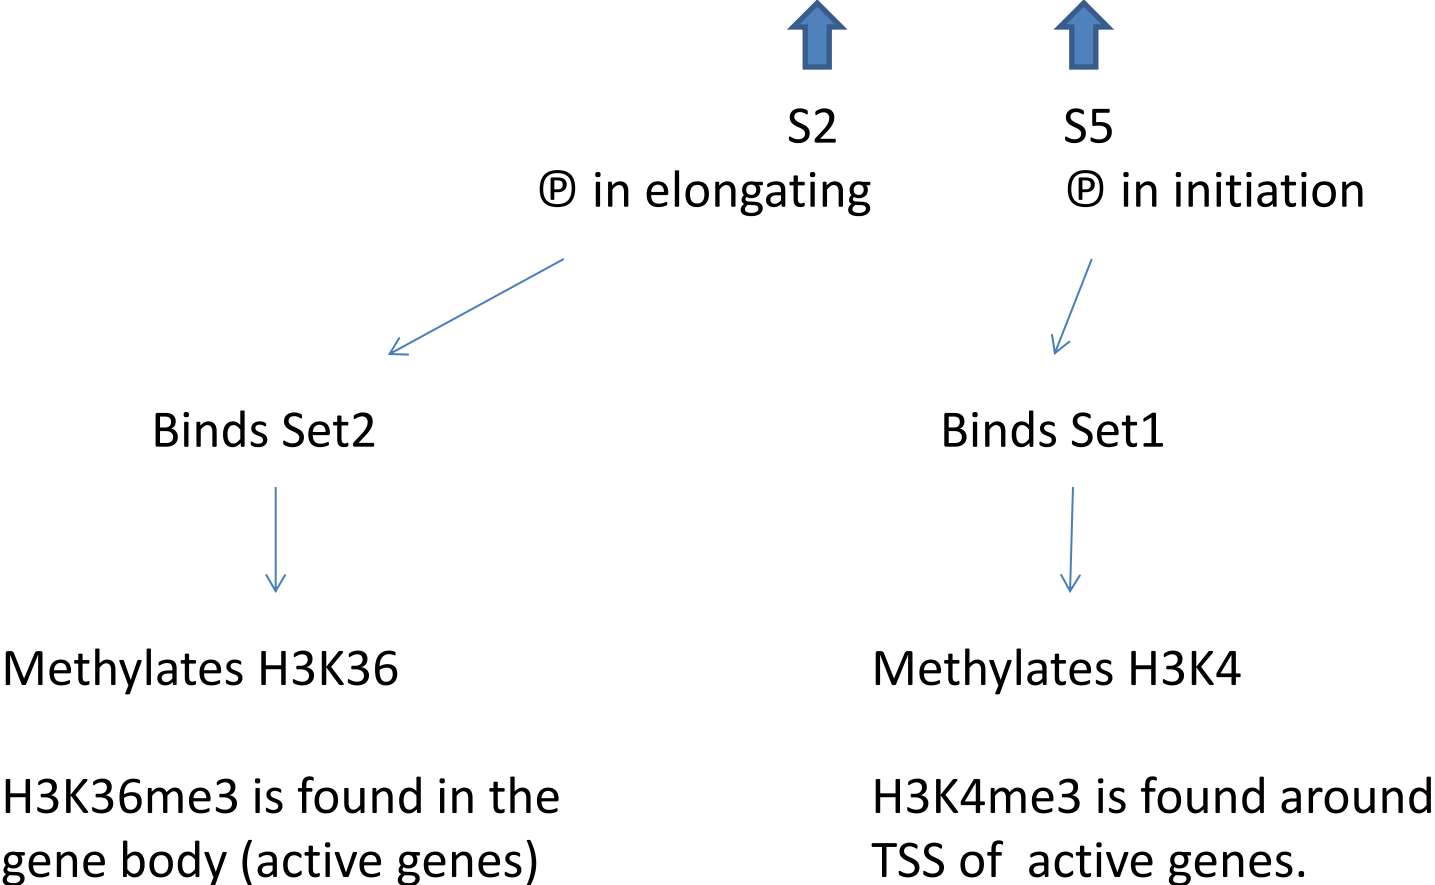 S2
S5
Ⓟ in elongating
Ⓟ in initiation
Binds Set2
Binds Set1
Methylates H3K36
Methylates H3K4
H3K36me3 is found in the
gene body (active genes)
H3K4me3 is found around
TSS of  active genes.